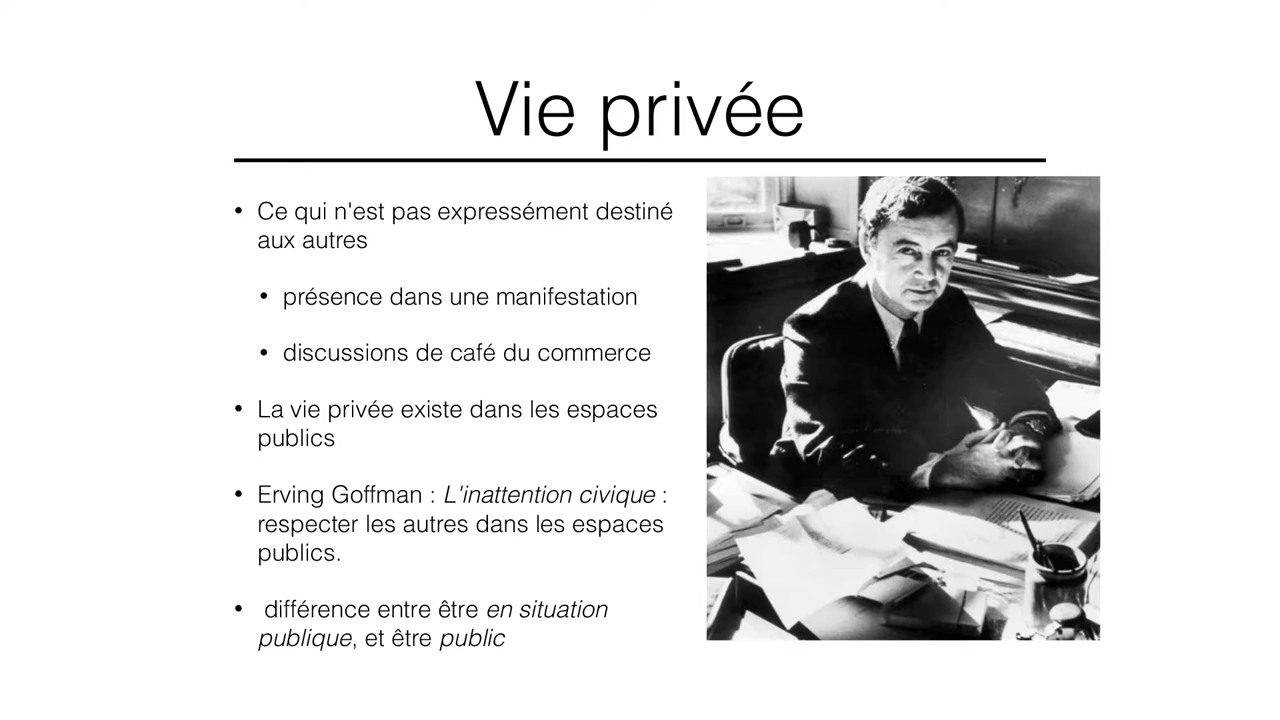 Vie privée
• Ce qui n'est pas expressément destiné
aux autres
• présence dans une manifestation
• discussions de café du commerce
• La vie privée existe dans les espaces
publics
• Erving Goffman : L'inattention civique :
respecter les autres dans les espaces
publics.
• différence entre être en situation
publique, et être public